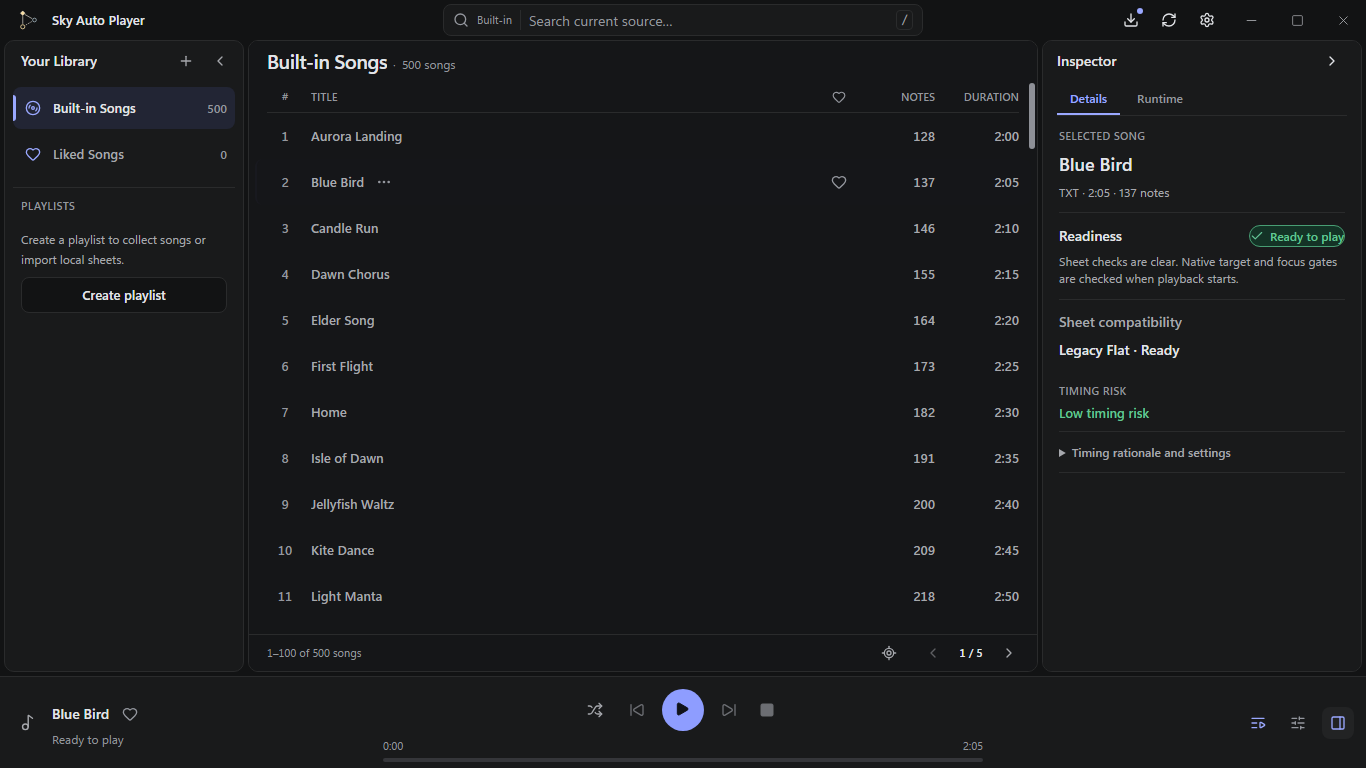 Sky Auto Player
Built-in
Search current source...
/
Your Library
Built-in Songs 500
Liked Songs 0
PLAYLISTS
Create a playlist to collect songs or
import local sheets.
Create playlist
Built-in Songs · 500 songs
# TITLE NOTES DURATION
1 Aurora Landing 128 2:00
2 Blue Bird ··· 137 2:05
3 Candle Run 146 2:10
4 Dawn Chorus 155 2:15
5 Elder Song 164 2:20
6 First Flight 173 2:25
7 Home 182 2:30
8 Isle of Dawn 191 2:35
9 Jellyfish Waltz 200 2:40
10 Kite Dance 209 2:45
11 Light Manta 218 2:50
1–100 of 500 songs
1 / 5
Inspector
Details Runtime
SELECTED SONG
Blue Bird
TXT · 2:05 · 137 notes
Readiness Ready to play
Sheet checks are clear. Native target and focus gates
are checked when playback starts.
Sheet compatibility
Legacy Flat · Ready
TIMING RISK
Low timing risk
Timing rationale and settings
Blue Bird
Ready to play
0:00 2:05